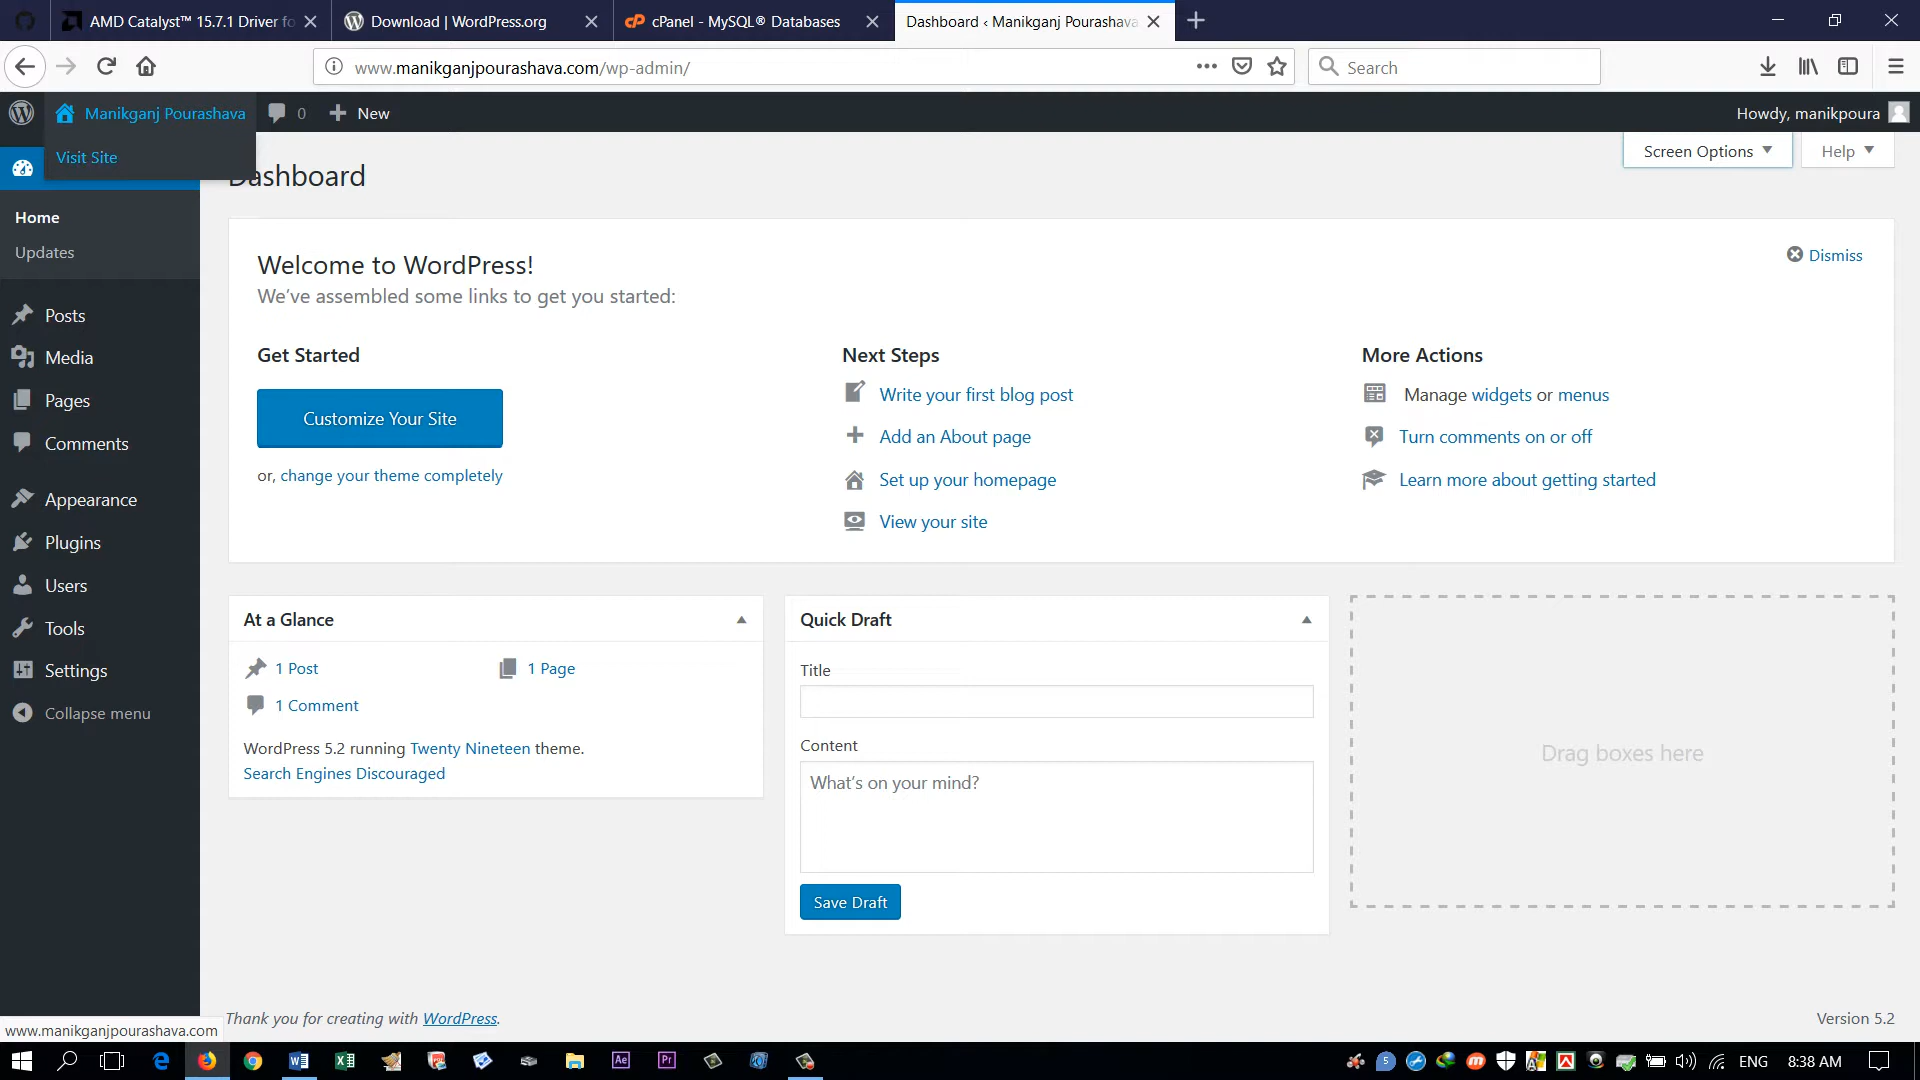 AMD Catalyst™ 15.7.1 Driver fo
Download | WordPress.org
cPanel - MySQL® Databases
Dashboard ‹ Manikganj Pourashava
www.manikganjpourashava.com/wp-admin/
Search
Manikganj Pourashava
0
New
Howdy, manikpoura
Visit Site
Screen Options
Help
Dashboard
Home
Updates
Posts
Media
Pages
Comments
Appearance
Plugins
Users
Tools
Settings
Collapse menu
Welcome to WordPress!
We've assembled some links to get you started:
Dismiss
Get Started
Customize Your Site
or, change your theme completely
Next Steps
Write your first blog post
Add an About page
Set up your homepage
View your site
More Actions
Manage widgets or menus
Turn comments on or off
Learn more about getting started
At a Glance
1 Post
1 Page
1 Comment
WordPress 5.2 running Twenty Nineteen theme.
Search Engines Discouraged
Quick Draft
Title
Content
What's on your mind?
Save Draft
Drag boxes here
Thank you for creating with WordPress.
Version 5.2
www.manikganjpourashava.com
ENG
8:38 AM